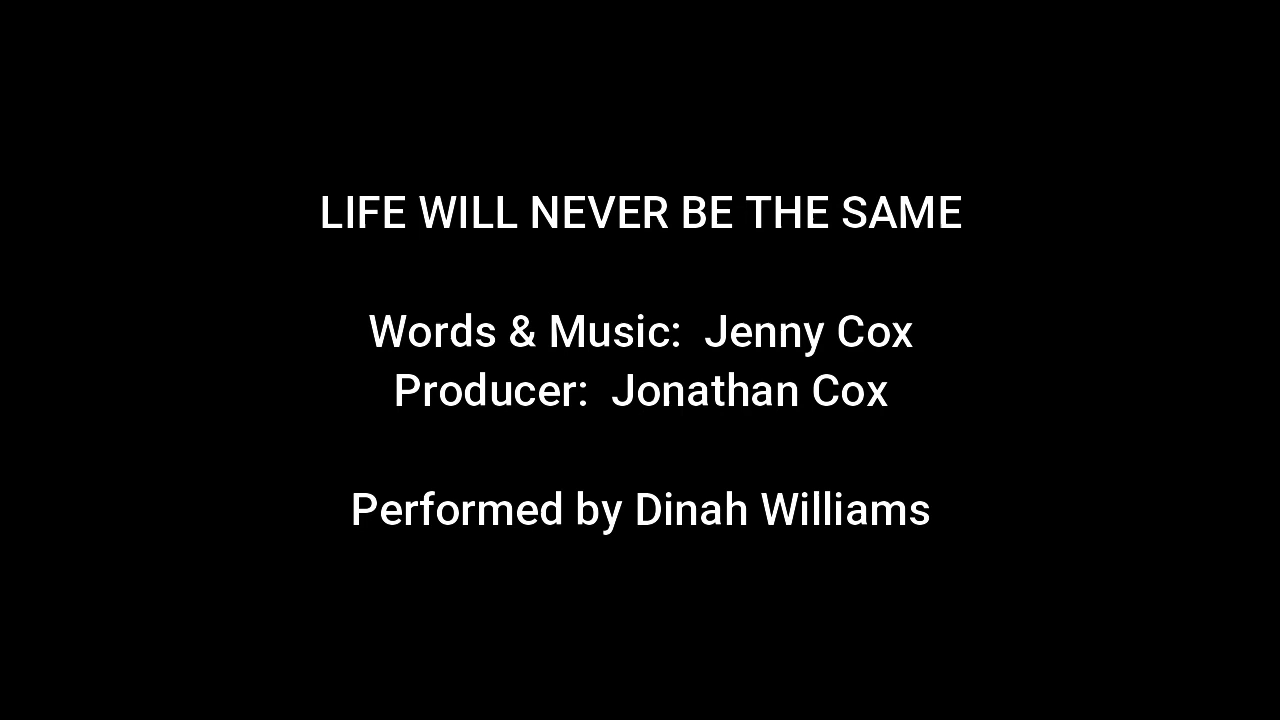 LIFE WILL NEVER BE THE SAME
Words & Music:  Jenny Cox
Producer:  Jonathan Cox
Performed by Dinah Williams